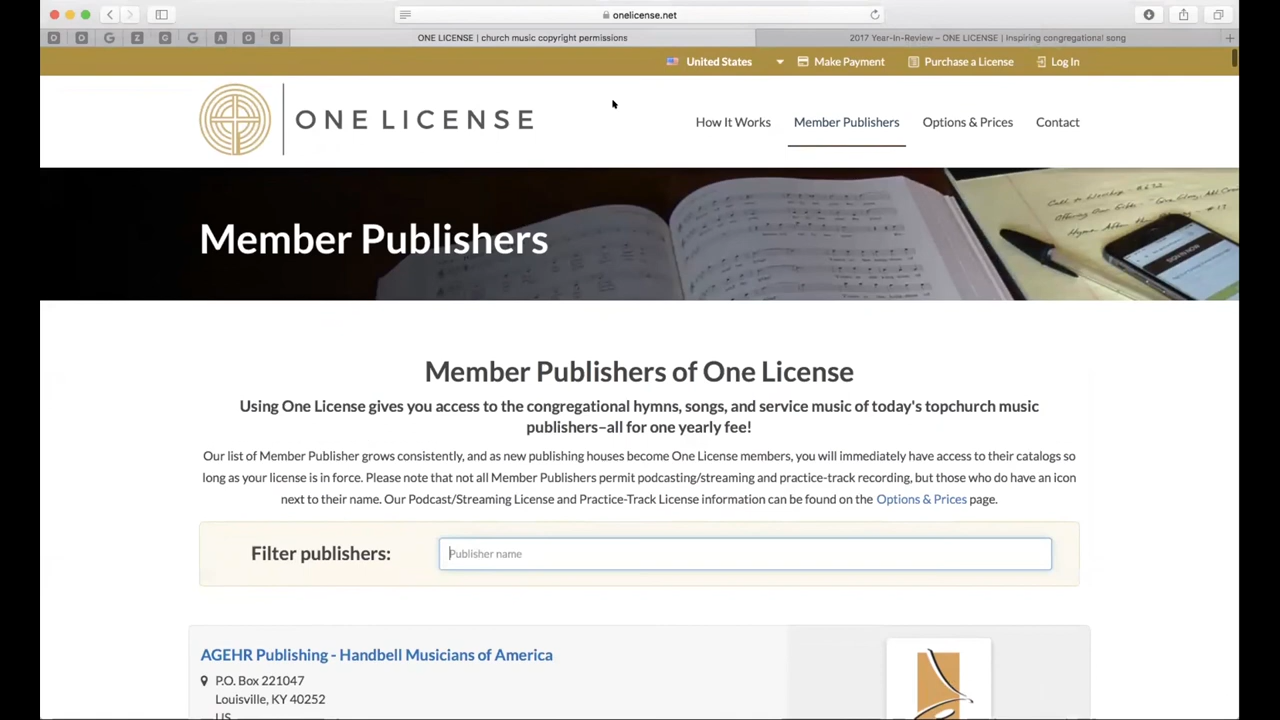 onelicense.net
O O G Z G G A O G
ONE LICENSE | church music copyright permissions
2017 Year-In-Review – ONE LICENSE | Inspiring congregational song
United States
Make Payment
Purchase a License
Log In
ONE LICENSE
How It Works
Member Publishers
Options & Prices
Contact
Member Publishers
Member Publishers of One License
Using One License gives you access to the congregational hymns, songs, and service music of today's topchurch music
publishers–all for one yearly fee!
Our list of Member Publisher grows consistently, and as new publishing houses become One License members, you will immediately have access to their catalogs so
long as your license is in force. Please note that not all Member Publishers permit podcasting/streaming and practice-track recording, but those who do have an icon
next to their name. Our Podcast/Streaming License and Practice-Track License information can be found on the Options & Prices page.
Filter publishers:
Publisher name
AGEHR Publishing - Handbell Musicians of America
P.O. Box 221047
Louisville, KY 40252
US